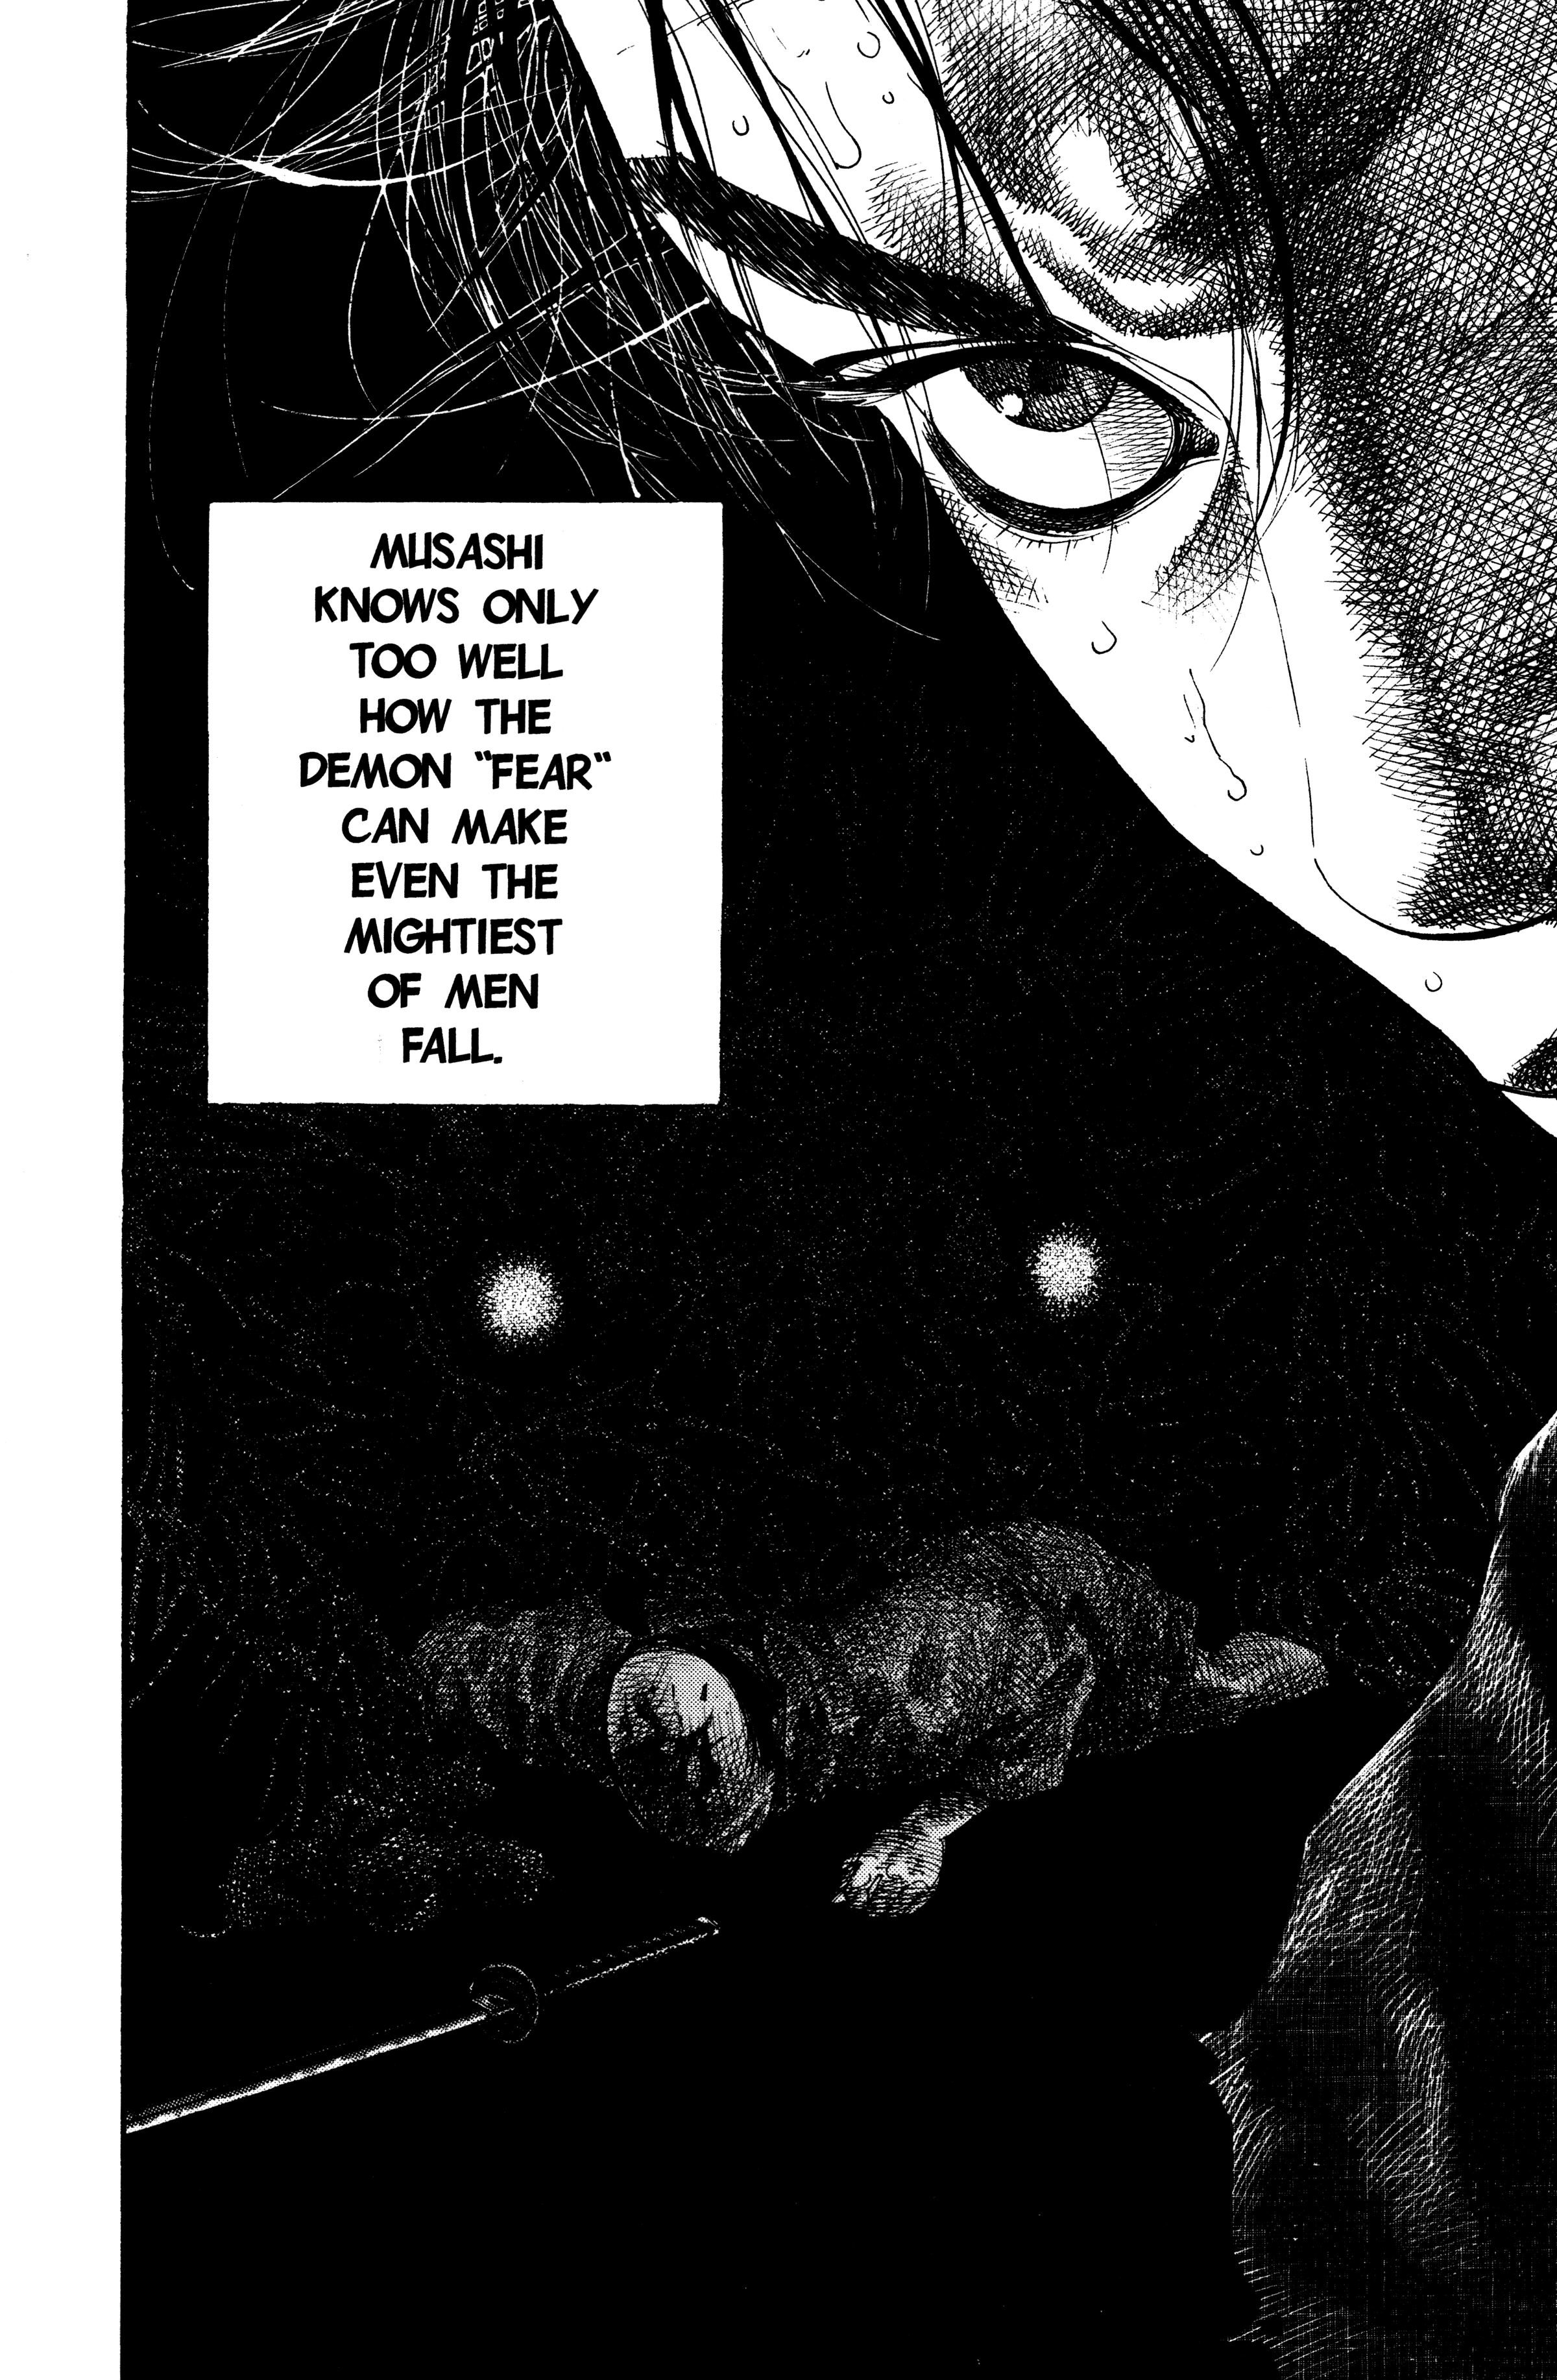 MUSASHI
KNOWS ONLY
TOO WELL
HOW THE
DEMON "FEAR"
CAN MAKE
EVEN THE
MIGHTIEST
OF MEN
FALL.